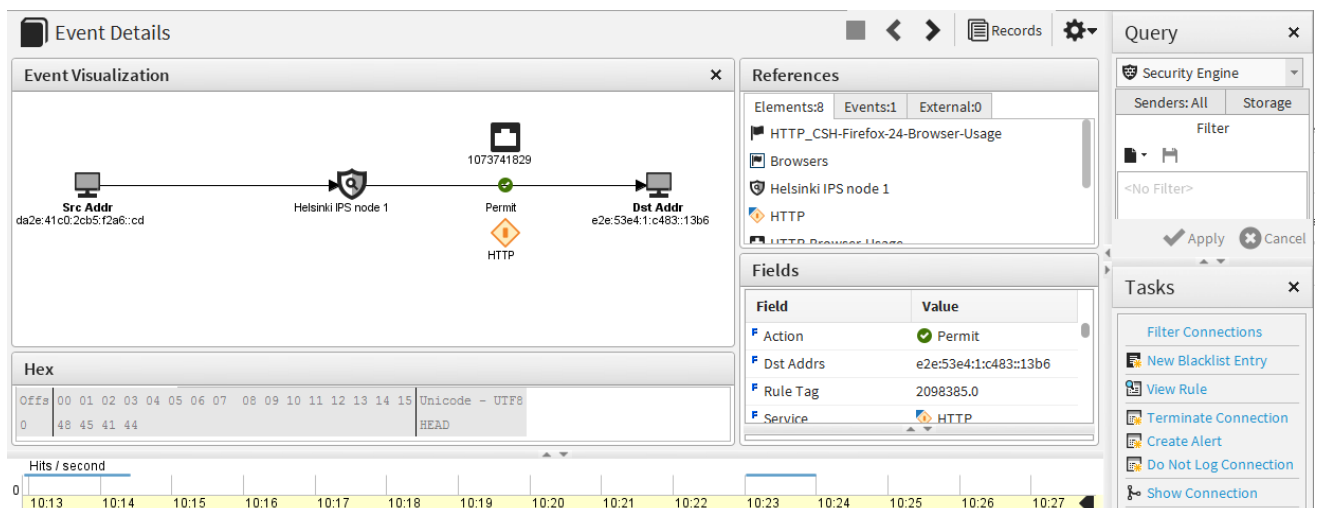 Event Details
Records
Event Visualization
1073741829
Src Addr
da2e:41c0:2cb5:f2a6::cd
Helsinki IPS node 1
Permit
Dst Addr
e2e:53e4:1:c483::13b6
HTTP
Hex
Offs 00 01 02 03 04 05 06 07 08 09 10 11 12 13 14 15 Unicode - UTF8
0 48 45 41 44 HEAD
References
Elements:8 Events:1 External:0
HTTP_CSH-Firefox-24-Browser-Usage
Browsers
Helsinki IPS node 1
HTTP
HTTP Browser-Usage
Fields
Field Value
F Action Permit
F Dst Addrs e2e:53e4:1:c483::13b6
F Rule Tag 2098385.0
F Service HTTP
Query
Security Engine
Senders: All Storage
Filter
<No Filter>
Apply Cancel
Tasks
Filter Connections
New Blacklist Entry
View Rule
Terminate Connection
Create Alert
Do Not Log Connection
Show Connection
Hits / second
0
10:13 10:14 10:15 10:16 10:17 10:18 10:19 10:20 10:21 10:22 10:23 10:24 10:25 10:26 10:27